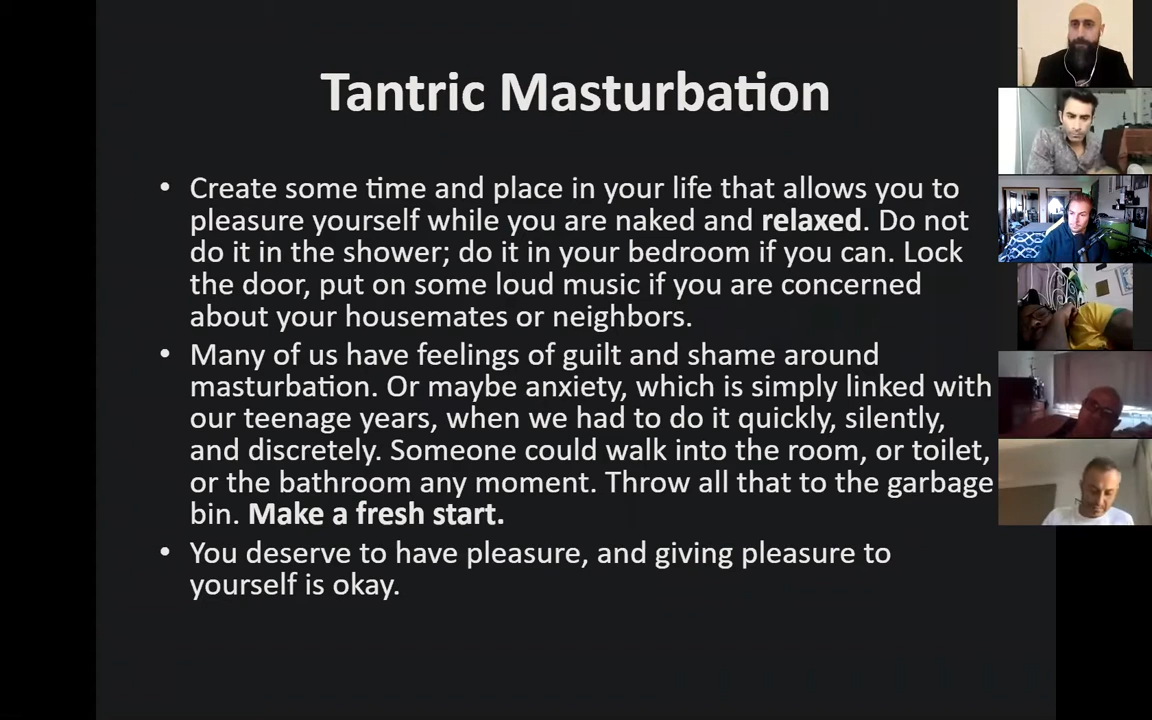 Tantric Masturbation
• Create some time and place in your life that allows you to
pleasure yourself while you are naked and relaxed. Do not
do it in the shower; do it in your bedroom if you can. Lock
the door, put on some loud music if you are concerned
about your housemates or neighbors.
• Many of us have feelings of guilt and shame around
masturbation. Or maybe anxiety, which is simply linked with
our teenage years, when we had to do it quickly, silently,
and discretely. Someone could walk into the room, or toilet,
or the bathroom any moment. Throw all that to the garbage
bin. Make a fresh start.
• You deserve to have pleasure, and giving pleasure to
yourself is okay.